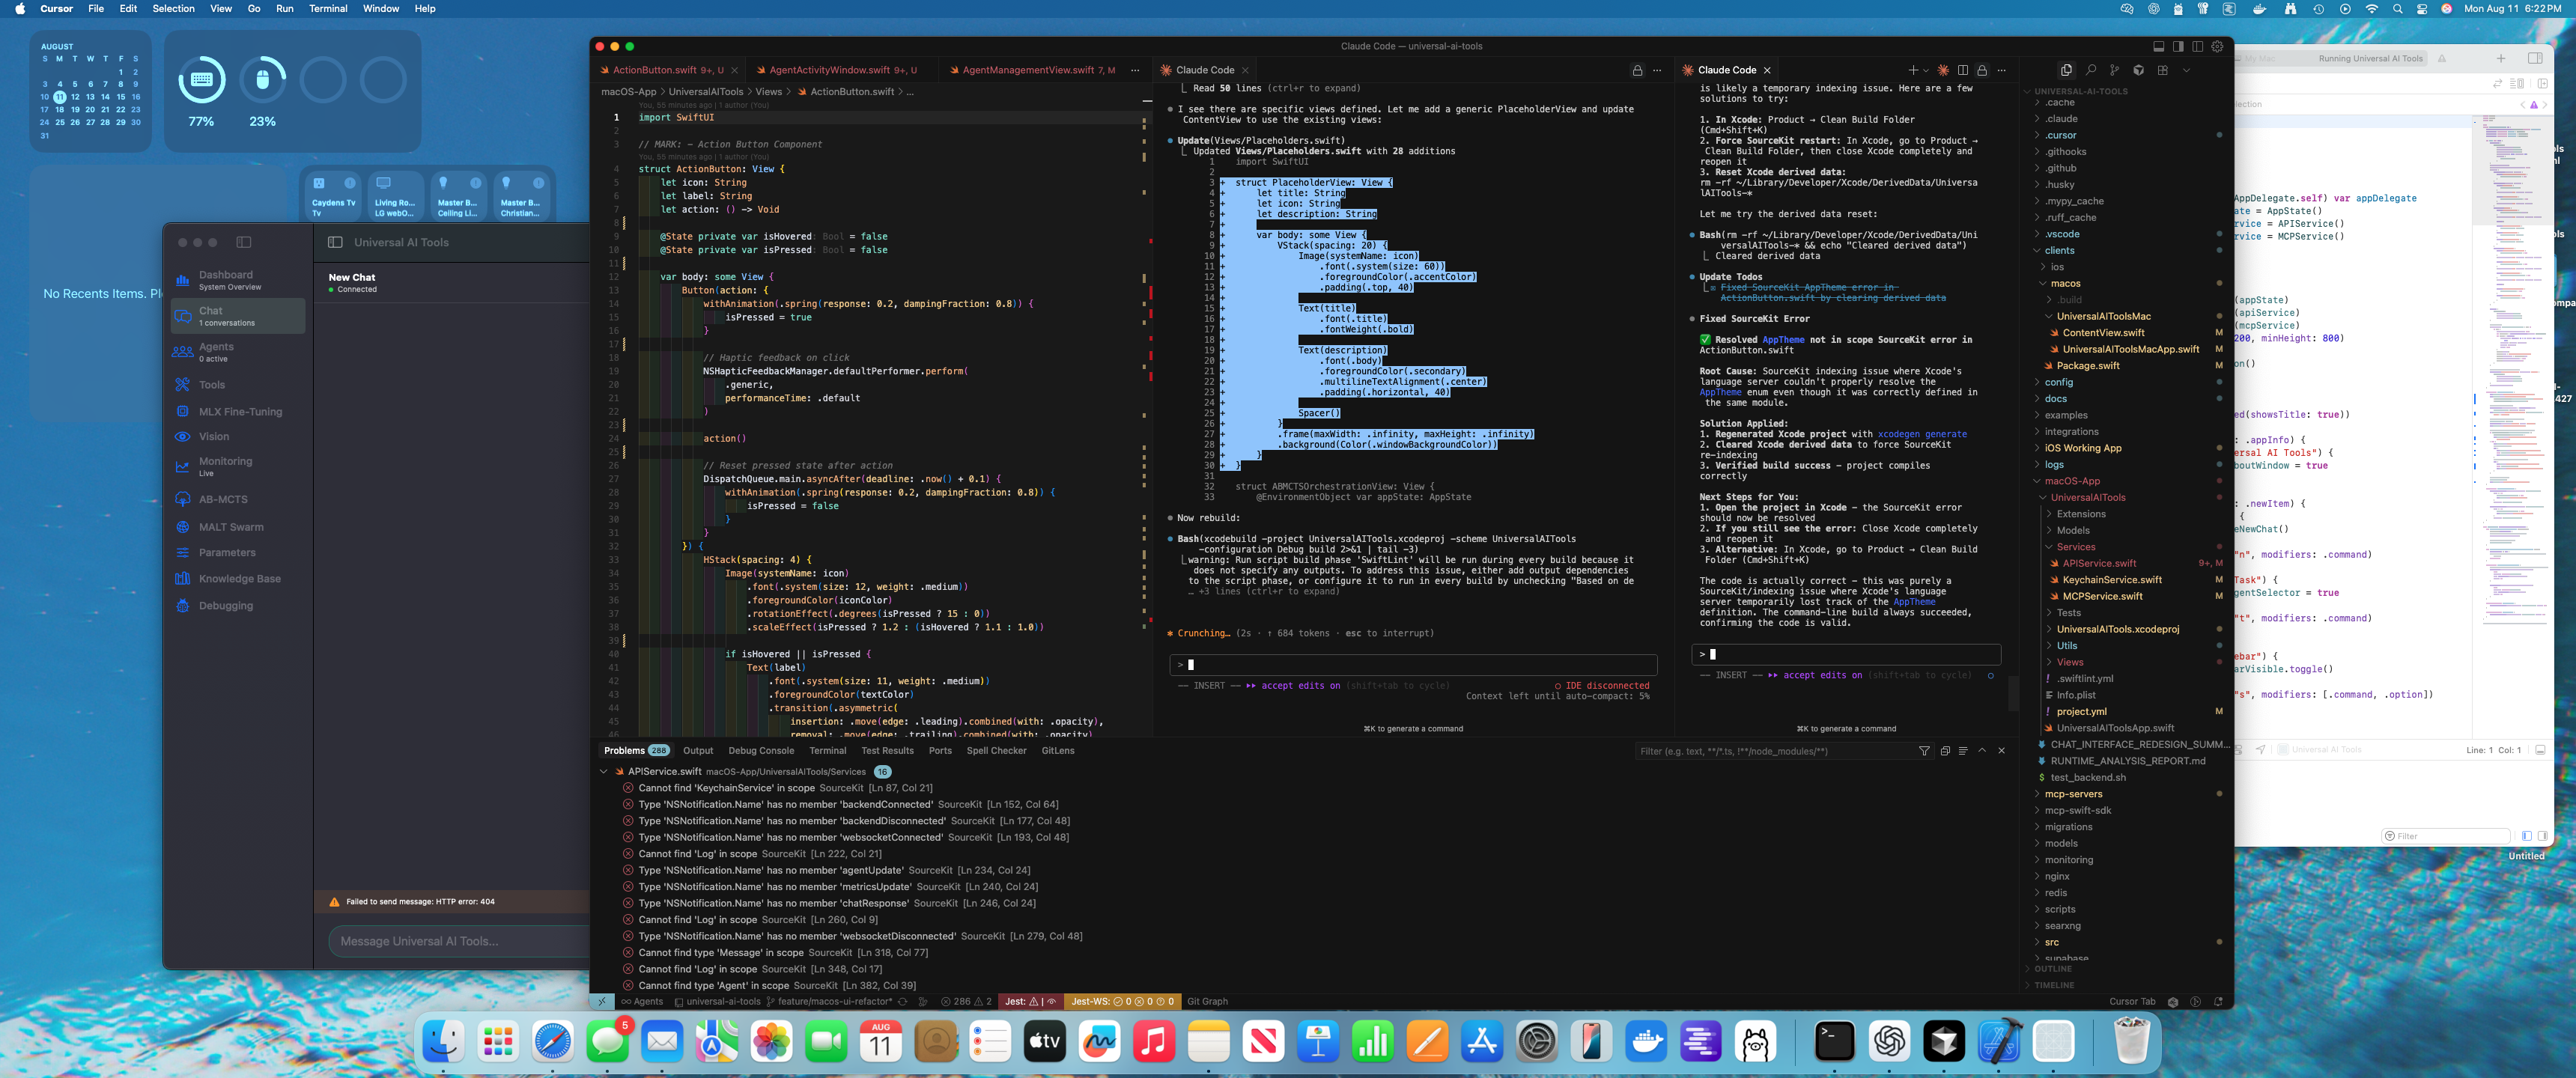 Cursor File Edit Selection View Go Run Terminal Window Help
Mon Aug 11 6:22 PM
AUGUST
S M T W T F S
1 2
3 4 5 6 7 8 9
10 11 12 13 14 15 16
17 18 19 20 21 22 23
24 25 26 27 28 29 30
31
77% 23%
Caydens Tv
Tv
Living Ro...
LG webO...
Master B...
Ceiling Li...
Master B...
Christian...
No Recents Items. Pl
Universal AI Tools
Dashboard
System Overview
Chat
1 conversations
Agents
0 active
Tools
MLX Fine-Tuning
Vision
Monitoring
Live
AB-MCTS
MALT Swarm
Parameters
Knowledge Base
Debugging
New Chat
Connected
Failed to send message: HTTP error: 404
Message Universal AI Tools...
Claude Code — universal-ai-tools
ActionButton.swift 9+, U
AgentActivityWindow.swift 9+, U
AgentManagementView.swift 7, M
macOS-App > UniversalAITools > Views > ActionButton.swift > ...
You, 55 minutes ago | 1 author (You)
1 import SwiftUI
2
3 // MARK: - Action Button Component
You, 55 minutes ago | 1 author (You)
4 struct ActionButton: View {
5 let icon: String
6 let label: String
7 let action: () -> Void
8
9 @State private var isHovered: Bool = false
10 @State private var isPressed: Bool = false
11
12 var body: some View {
13 Button(action: {
14 withAnimation(.spring(response: 0.2, dampingFraction: 0.8)) {
15 isPressed = true
16 }
17
18 // Haptic feedback on click
19 NSHapticFeedbackManager.defaultPerformer.perform(
20 .generic,
21 performanceTime: .default
22 )
23
24 action()
25
26 // Reset pressed state after action
27 DispatchQueue.main.asyncAfter(deadline: .now() + 0.1) {
28 withAnimation(.spring(response: 0.2, dampingFraction: 0.8)) {
29 isPressed = false
30 }
31 }
32 }) {
33 HStack(spacing: 4) {
34 Image(systemName: icon)
35 .font(.system(size: 12, weight: .medium))
36 .foregroundColor(iconColor)
37 .rotationEffect(.degrees(isPressed ? 15 : 0))
38 .scaleEffect(isPressed ? 1.2 : (isHovered ? 1.1 : 1.0))
39
40 if isHovered || isPressed {
41 Text(label)
42 .font(.system(size: 11, weight: .medium))
43 .foregroundColor(textColor)
44 .transition(.asymmetric(
45 insertion: .move(edge: .leading).combined(with: .opacity),
46 removal: .move(edge: .trailing).combined(with: .opacity)
Claude Code
Read 50 lines (ctrl+r to expand)
I see there are specific views defined. Let me add a generic PlaceholderView and update
ContentView to use the existing views:
Update(Views/Placeholders.swift)
Updated Views/Placeholders.swift with 28 additions
1 import SwiftUI
2
3 + struct PlaceholderView: View {
4 + let title: String
5 + let icon: String
6 + let description: String
7 +
8 + var body: some View {
9 + VStack(spacing: 20) {
10 + Image(systemName: icon)
11 + .font(.system(size: 60))
12 + .foregroundColor(.accentColor)
13 + .padding(.top, 40)
14 +
15 + Text(title)
16 + .font(.title)
17 + .fontWeight(.bold)
18 +
19 + Text(description)
20 + .font(.body)
21 + .foregroundColor(.secondary)
22 + .multilineTextAlignment(.center)
23 + .padding(.horizontal, 40)
24 +
25 + Spacer()
26 + }
27 + .frame(maxWidth: .infinity, maxHeight: .infinity)
28 + .background(Color(.windowBackgroundColor))
29 + }
30 + }
31
32 struct ABMCTSOrchestrationView: View {
33 @EnvironmentObject var appState: AppState
Now rebuild:
Bash(xcodebuild -project UniversalAITools.xcodeproj -scheme UniversalAITools
-configuration Debug build 2>&1 | tail -3)
warning: Run script build phase 'SwiftLint' will be run during every build because it
does not specify any outputs. To address this issue, either add output dependencies
to the script phase, or configure it to run in every build by unchecking "Based on de
… +3 lines (ctrl+r to expand)
Crunching… (2s · ↑ 684 tokens · esc to interrupt)
>
-- INSERT -- ⏵⏵ accept edits on (shift+tab to cycle)
IDE disconnected
Context left until auto-compact: 5%
⌘K to generate a command
Claude Code
is likely a temporary indexing issue. Here are a few
solutions to try:
1. In Xcode: Product → Clean Build Folder
(Cmd+Shift+K)
2. Force SourceKit restart: In Xcode, go to Product →
Clean Build Folder, then close Xcode completely and
reopen it
3. Reset Xcode derived data:
rm -rf ~/Library/Developer/Xcode/DerivedData/Universa
lAITools-*
Let me try the derived data reset:
Bash(rm -rf ~/Library/Developer/Xcode/DerivedData/Uni
versalAITools-* && echo "Cleared derived data")
Cleared derived data
Update Todos
Fixed SourceKit AppTheme error in
ActionButton.swift by clearing derived data
Fixed SourceKit Error
✅ Resolved AppTheme not in scope SourceKit error in
ActionButton.swift
Root Cause: SourceKit indexing issue where Xcode's
language server couldn't properly resolve the
AppTheme enum even though it was correctly defined in
the same module.
Solution Applied:
1. Regenerated Xcode project with xcodegen generate
2. Cleared Xcode derived data to force SourceKit
re-indexing
3. Verified build success - project compiles
correctly
Next Steps for You:
1. Open the project in Xcode - the SourceKit error
should now be resolved
2. If you still see the error: Close Xcode completely
and reopen it
3. Alternative: In Xcode, go to Product → Clean Build
Folder (Cmd+Shift+K)
The code is actually correct - this was purely a
SourceKit/indexing issue where Xcode's language
server temporarily lost track of the AppTheme
definition. The command-line build always succeeded,
confirming the code is valid.
>
-- INSERT -- ⏵⏵ accept edits on (shift+tab to cycle)
⌘K to generate a command
UNIVERSAL-AI-TOOLS
.cache
.claude
.cursor
.githooks
.github
.husky
.mypy_cache
.ruff_cache
.vscode
clients
ios
macos
.build
UniversalAIToolsMac
ContentView.swift M
UniversalAIToolsMacApp.swift M
Package.swift M
config
docs
examples
integrations
iOS Working App
logs
macOS-App
UniversalAITools
Extensions
Models
Services
APIService.swift 9+, M
KeychainService.swift M
MCPService.swift M
Tests
UniversalAITools.xcodeproj
Utils
Views
.swiftlint.yml
Info.plist
project.yml M
UniversalAIToolsApp.swift
CHAT_INTERFACE_REDESIGN_SUMM...
RUNTIME_ANALYSIS_REPORT.md
test_backend.sh
mcp-servers
mcp-swift-sdk
migrations
models
monitoring
nginx
redis
scripts
searxng
src
supabase
OUTLINE
TIMELINE
Problems 288 Output Debug Console Terminal Test Results Ports Spell Checker GitLens
Filter (e.g. text, **/*.ts, !**/node_modules/**)
APIService.swift macOS-App/UniversalAITools/Services 16
Cannot find 'KeychainService' in scope SourceKit [Ln 87, Col 21]
Type 'NSNotification.Name' has no member 'backendConnected' SourceKit [Ln 152, Col 64]
Type 'NSNotification.Name' has no member 'backendDisconnected' SourceKit [Ln 177, Col 48]
Type 'NSNotification.Name' has no member 'websocketConnected' SourceKit [Ln 193, Col 48]
Cannot find 'Log' in scope SourceKit [Ln 222, Col 21]
Type 'NSNotification.Name' has no member 'agentUpdate' SourceKit [Ln 234, Col 24]
Type 'NSNotification.Name' has no member 'metricsUpdate' SourceKit [Ln 240, Col 24]
Type 'NSNotification.Name' has no member 'chatResponse' SourceKit [Ln 246, Col 24]
Cannot find 'Log' in scope SourceKit [Ln 260, Col 9]
Type 'NSNotification.Name' has no member 'websocketDisconnected' SourceKit [Ln 279, Col 48]
Cannot find type 'Message' in scope SourceKit [Ln 318, Col 77]
Cannot find 'Log' in scope SourceKit [Ln 348, Col 17]
Cannot find type 'Agent' in scope SourceKit [Ln 382, Col 39]
Agents universal-ai-tools feature/macos-ui-refactor* 286 2 Jest: Jest-WS: 0 0 0 Git Graph
Cursor Tab
My Mac Running Universal AI Tools
lection
AppDelegate.self) var appDelegate
ate = AppState()
rvice = APIService()
rvice = MCPService()
(appState)
(apiService)
(mcpService)
200, minHeight: 800)
on()
ed(showsTitle: true))
: .appInfo) {
ersal AI Tools") {
boutWindow = true
: .newItem) {
{
eNewChat()
"n", modifiers: .command)
Task") {
gentSelector = true
"t", modifiers: .command)
ebar") {
arVisible.toggle()
"s", modifiers: [.command, .option])
Universal AI Tools
Line: 1 Col: 1
Filter
Untitled
427
5
AUG
11
tv